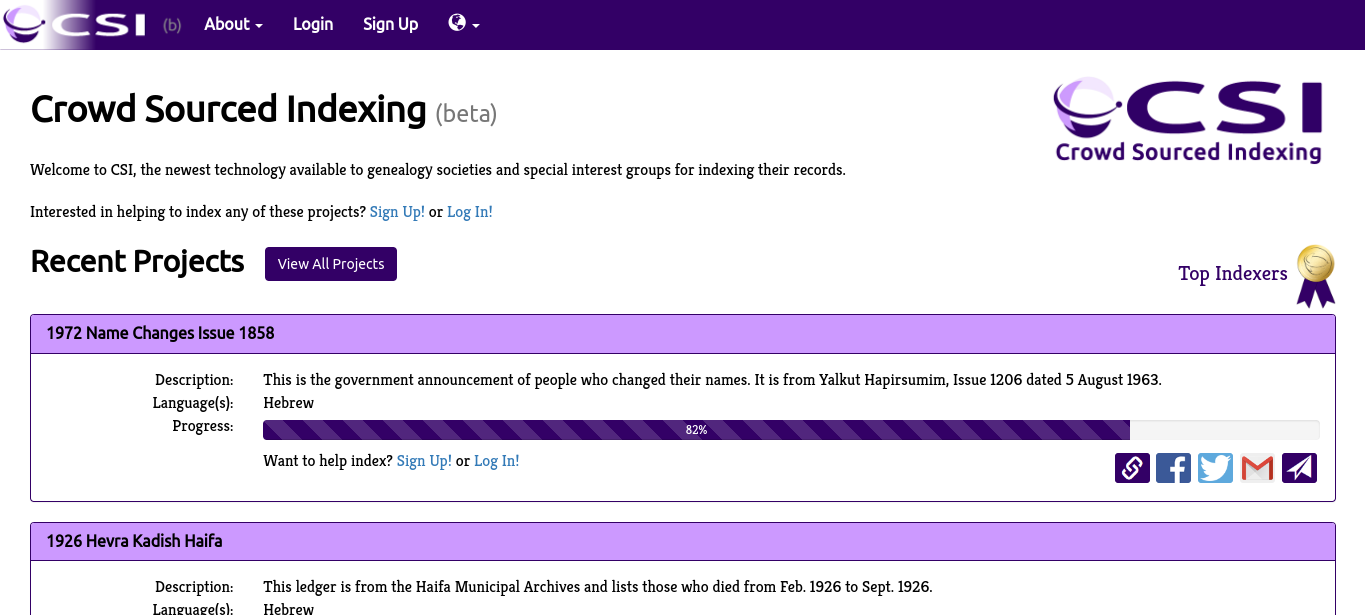 CSI (b) About Login Sign Up
CSI
Crowd Sourced Indexing
Crowd Sourced Indexing (beta)
Welcome to CSI, the newest technology available to genealogy societies and special interest groups for indexing their records.
Interested in helping to index any of these projects? Sign Up! or Log In!
Recent Projects View All Projects
Top Indexers
1972 Name Changes Issue 1858
Description: This is the government announcement of people who changed their names. It is from Yalkut Hapirsumim, Issue 1206 dated 5 August 1963.
Language(s): Hebrew
Progress: 82%
Want to help index? Sign Up! or Log In!
1926 Hevra Kadish Haifa
Description: This ledger is from the Haifa Municipal Archives and lists those who died from Feb. 1926 to Sept. 1926.
Language(s): Hebrew